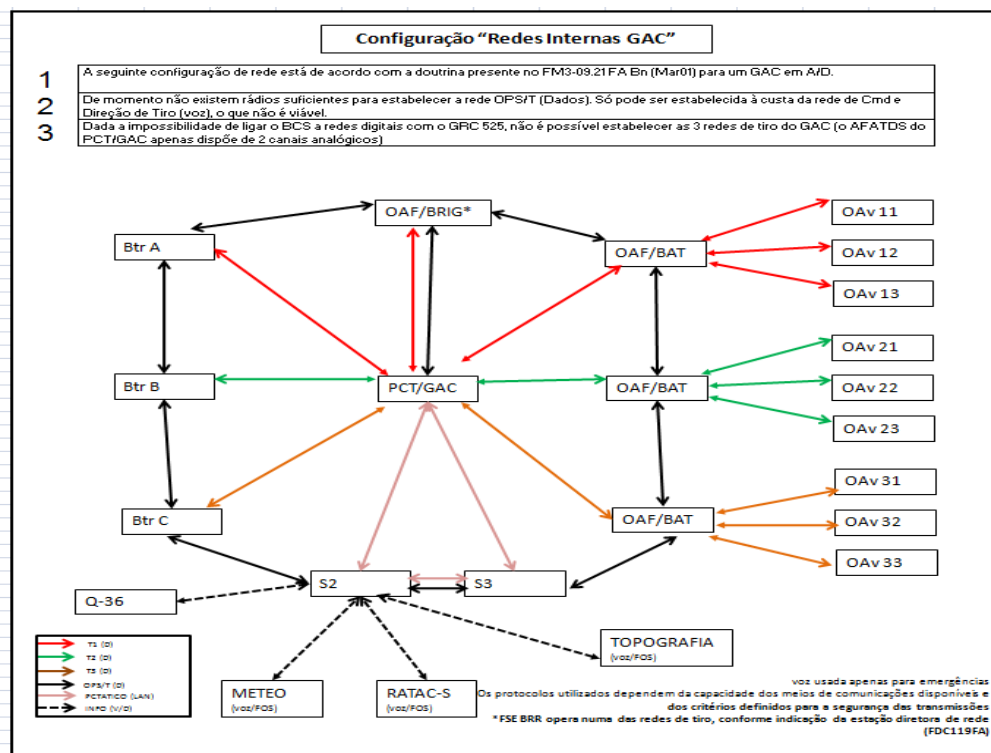 Configuração "Redes Internas GAC"
1
A seguinte configuração de rede está de acordo com a doutrina presente no FM3-09.21 FA Bn (Mar01) para um GAC em A/D.
2
De momento não existem rádios suficientes para estabelecer a rede OPS/T (Dados). Só pode ser estabelecida à custa da rede de Cmd e
Direção de Tiro (voz), o que não é viável.
3
Dada a impossibilidade de ligar o BCS a redes digitais com o GRC 525, não é possível estabelecer as 3 redes de tiro do GAC (o AFATDS do
PCT/GAC apenas dispõe de 2 canais analógicos)
OAF/BRIG*
OAv 11
Btr A
OAF/BAT
OAv 12
OAv 13
OAv 21
Btr B
PCT/GAC
OAF/BAT
OAv 22
OAv 23
OAv 31
Btr C
OAF/BAT
OAv 32
OAv 33
S2
S3
Q-36
TOPOGRAFIA
(voz/FOS)
METEO
(voz/FOS)
RATAC-S
(voz/FOS)
T1 (D)
T2 (D)
T3 (D)
OPS/T (D)
PCTATICO (LAN)
INFO (V/D)
voz usada apenas para emergências
Os protocolos utilizados dependem da capacidade dos meios de comunicações disponíveis e
dos critérios definidos para a segurança das transmissões
*FSE BRR opera numa das redes de tiro, conforme indicação da estação diretora de rede
(FDC119FA)